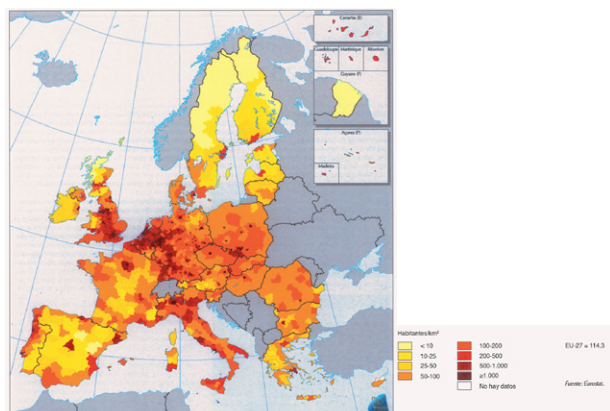 Canarias (E)
Guadeloupe (F)
Martinique (F)
Réunion (F)
Guyane (F)
Açores (P)
Madeira
Habitantes/km²
< 10
10-25
25-50
50-100
100-200
200-500
500-1.000
≥1.000
No hay datos
EU-27 = 114,3
Fuente: Eurostat.